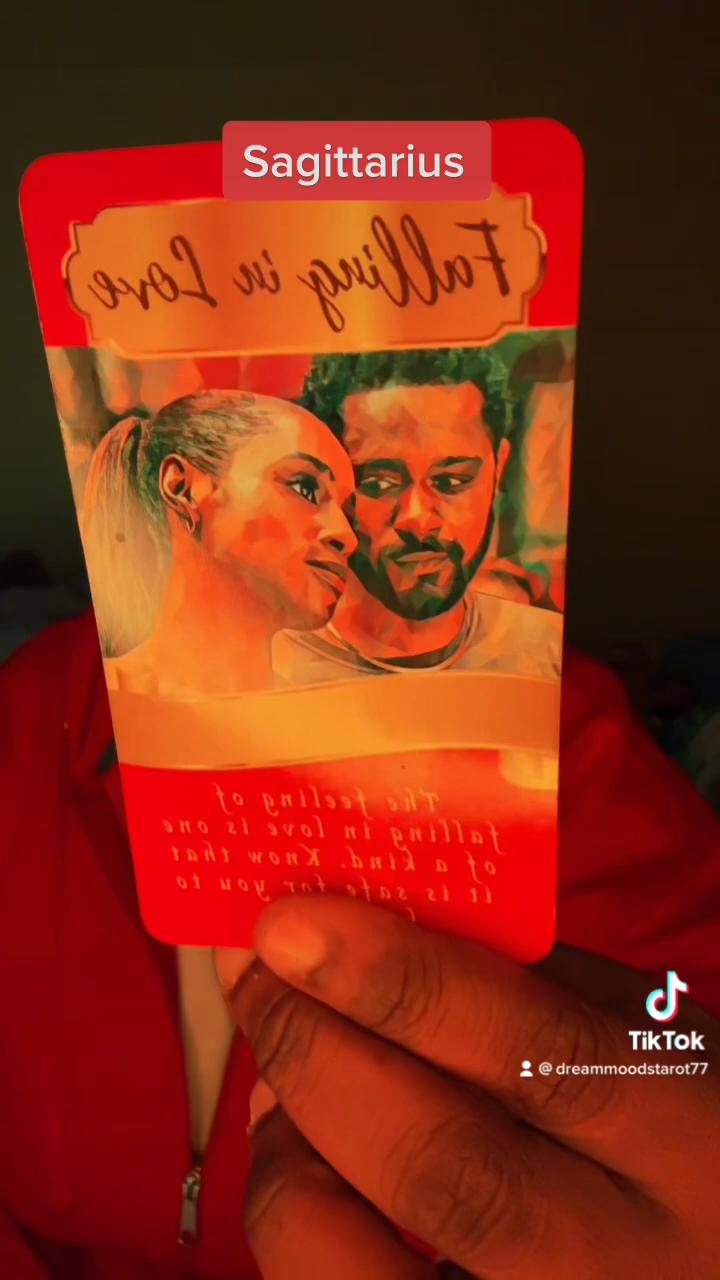 Sagittarius
Falling in Love
The feeling of
falling in love is one
of a kind. Know that
it is safe for you to
TikTok
@dreammoodstarot77